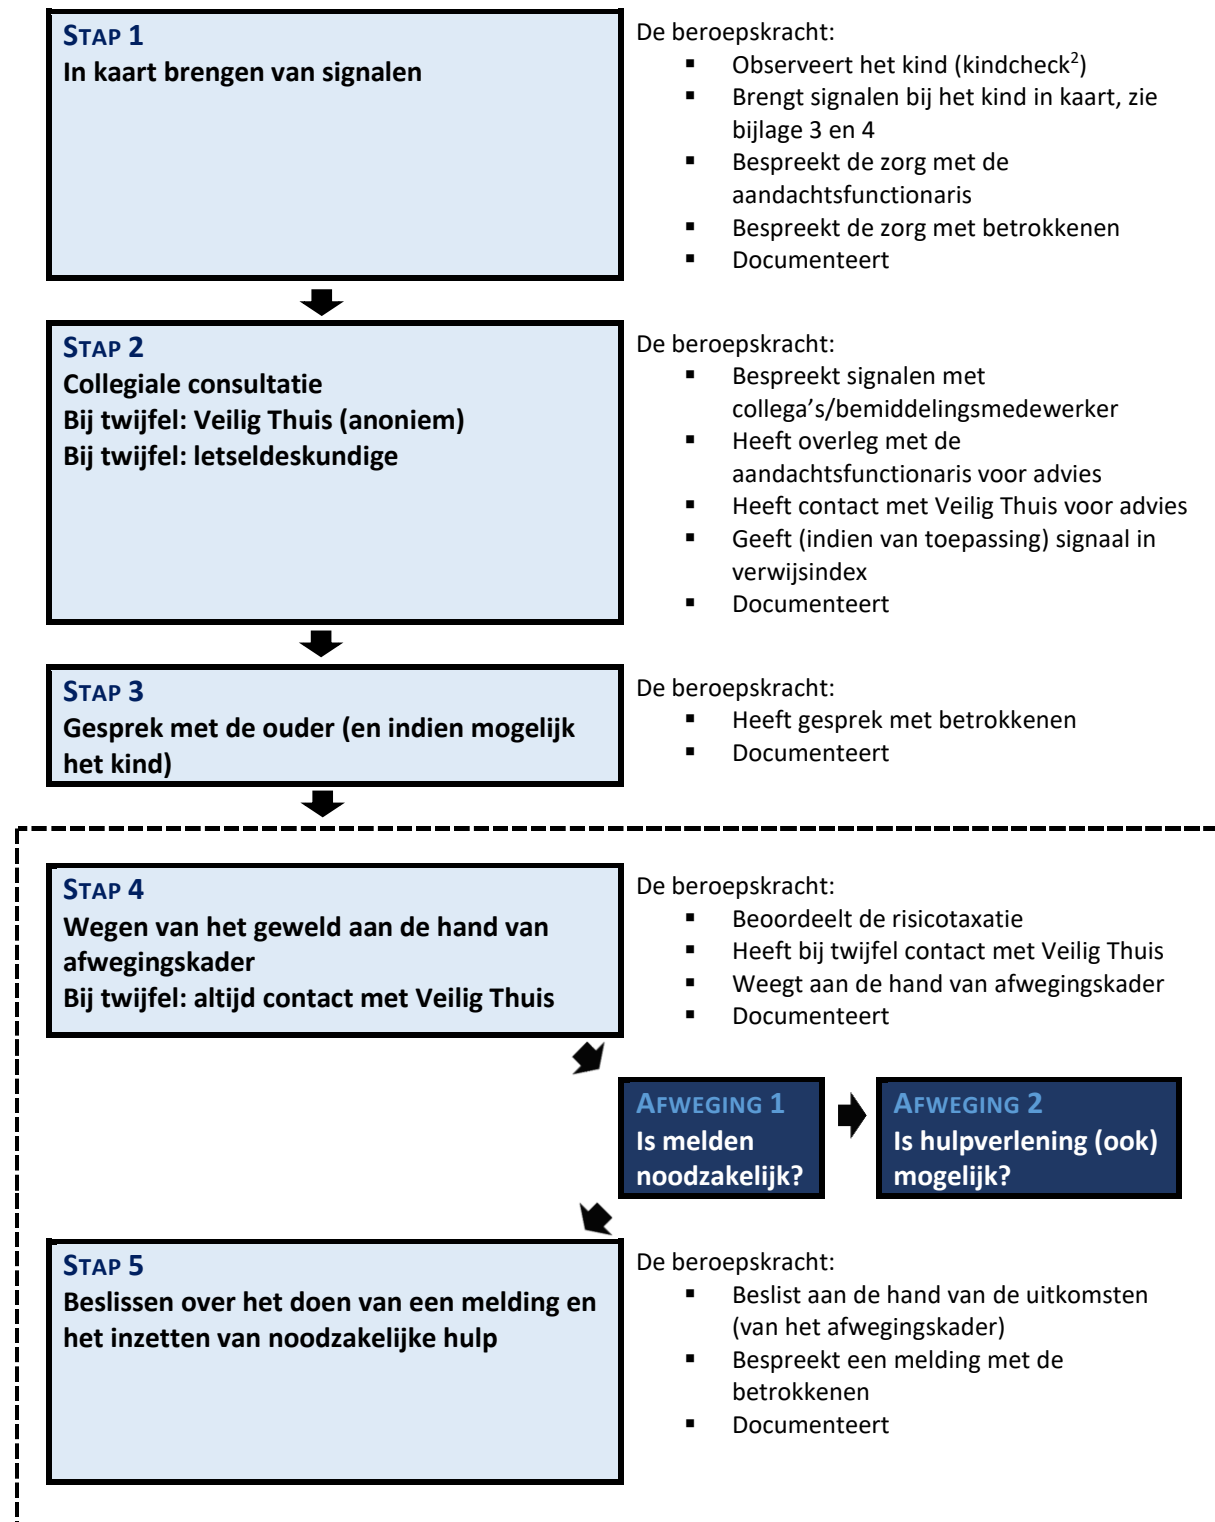 STAP 1
In kaart brengen van signalen
De beroepskracht:
▪ Observeert het kind (kindcheck²)
▪ Brengt signalen bij het kind in kaart, zie
bijlage 3 en 4
▪ Bespreekt de zorg met de
aandachtsfunctionaris
▪ Bespreekt de zorg met betrokkenen
▪ Documenteert
STAP 2
Collegiale consultatie
Bij twijfel: Veilig Thuis (anoniem)
Bij twijfel: letseldeskundige
De beroepskracht:
▪ Bespreekt signalen met
collega’s/bemiddelingsmedewerker
▪ Heeft overleg met de
aandachtsfunctionaris voor advies
▪ Heeft contact met Veilig Thuis voor advies
▪ Geeft (indien van toepassing) signaal in
verwijsindex
▪ Documenteert
STAP 3
Gesprek met de ouder (en indien mogelijk
het kind)
De beroepskracht:
▪ Heeft gesprek met betrokkenen
▪ Documenteert
STAP 4
Wegen van het geweld aan de hand van
afwegingskader
Bij twijfel: altijd contact met Veilig Thuis
De beroepskracht:
▪ Beoordeelt de risicotaxatie
▪ Heeft bij twijfel contact met Veilig Thuis
▪ Weegt aan de hand van afwegingskader
▪ Documenteert
AFWEGING 1
Is melden
noodzakelijk?
AFWEGING 2
Is hulpverlening (ook)
mogelijk?
STAP 5
Beslissen over het doen van een melding en
het inzetten van noodzakelijke hulp
De beroepskracht:
▪ Beslist aan de hand van de uitkomsten
(van het afwegingskader)
▪ Bespreekt een melding met de
betrokkenen
▪ Documenteert